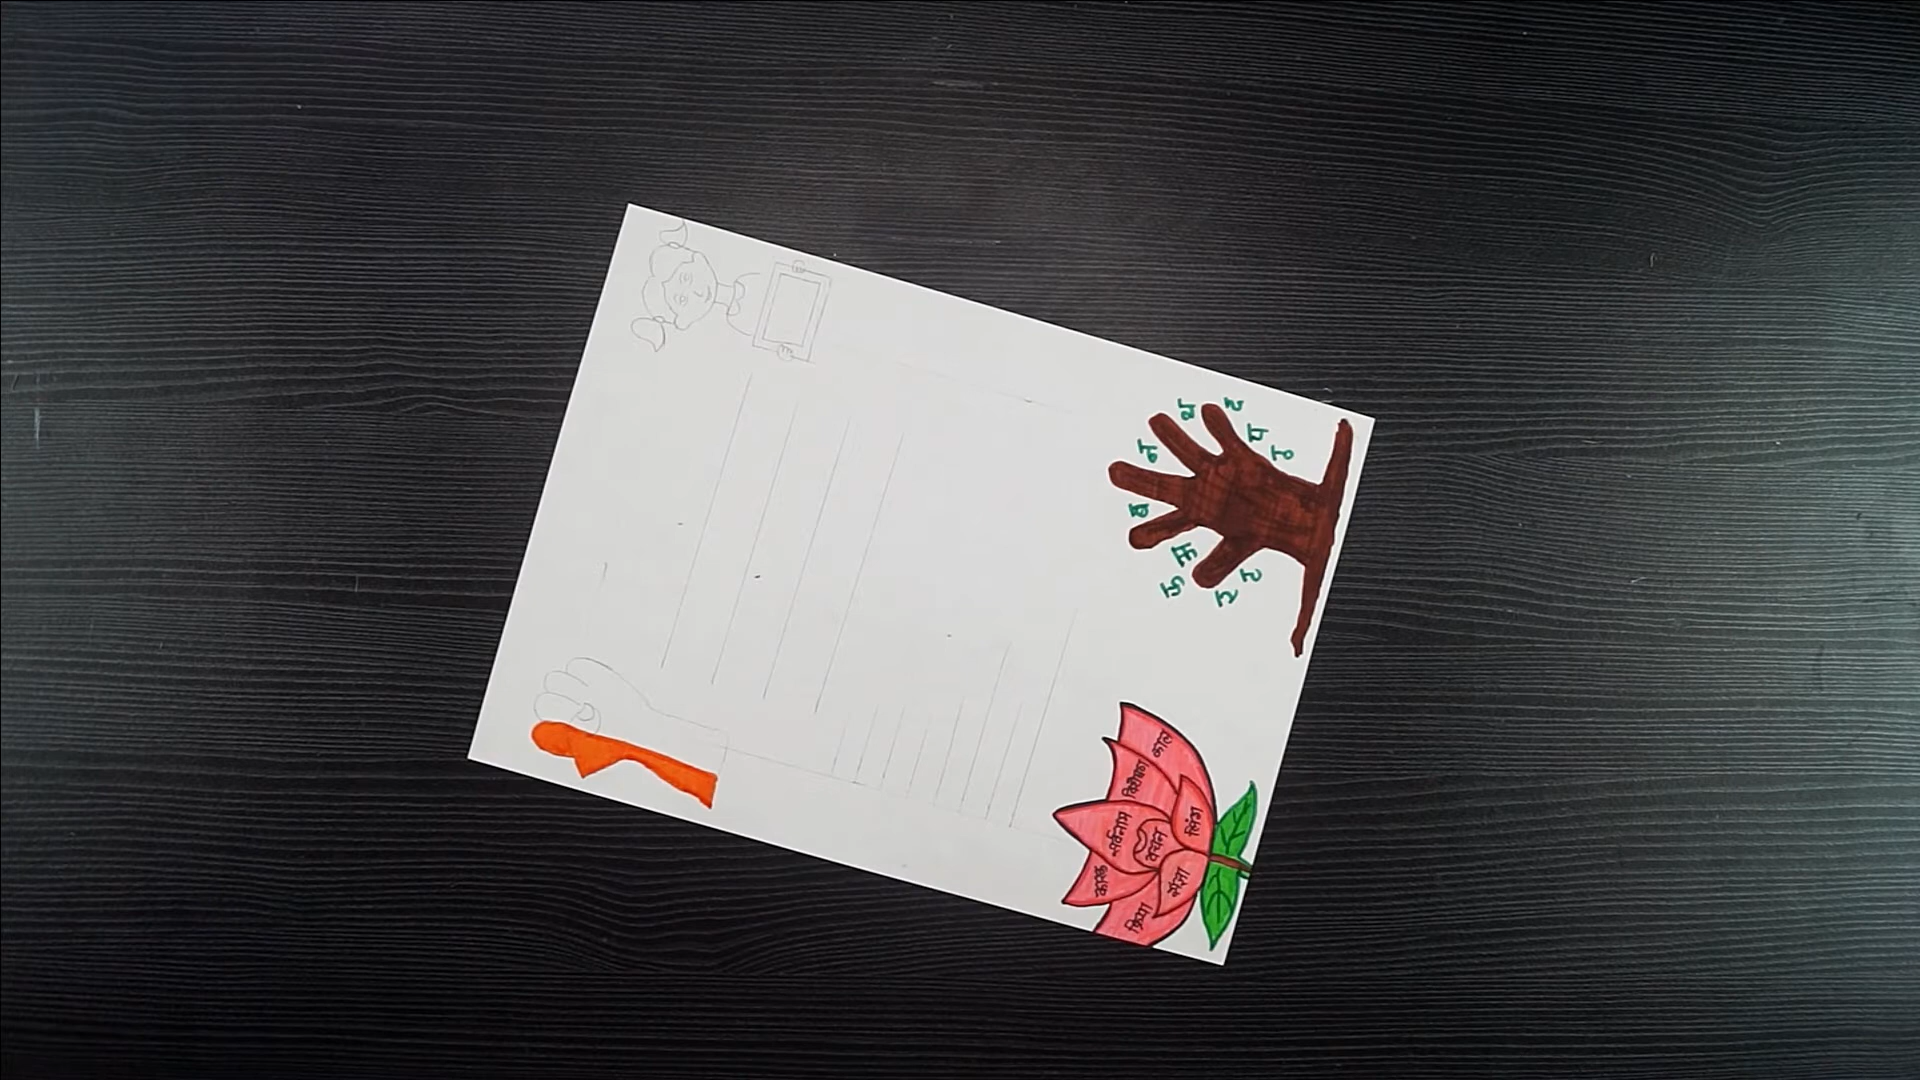 न
थ
द
प
ट
काल
विशेषण
सर्वनाम
कारक
लिंग
वचन
संज्ञा
क्रिया